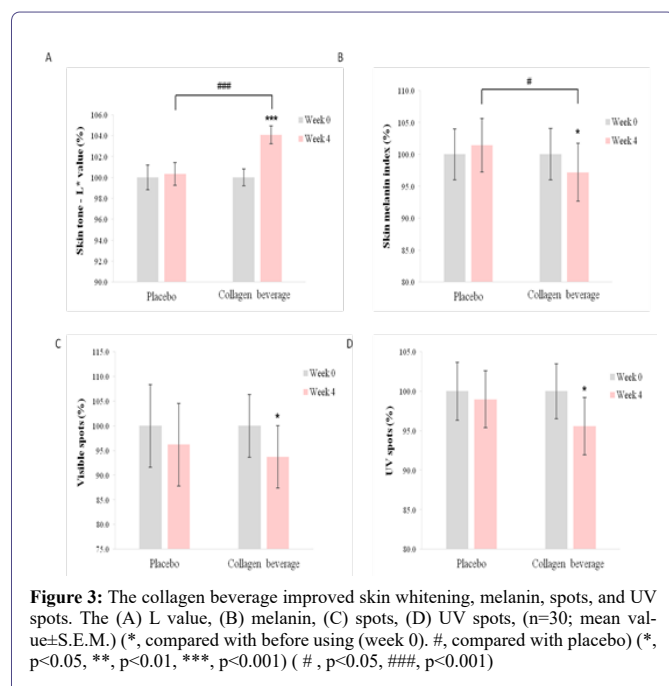 A
B
###
#
Skin tone - L* value (%)
106.0
104.0
102.0
100.0
98.0
96.0
94.0
92.0
90.0
***
Week 0
Week 4
Placebo
Collagen beverage
Skin melanin index (%)
110.0
105.0
100.0
95.0
90.0
85.0
80.0
*
Week 0
Week 4
Placebo
Collagen beverage
C
D
Visible spots (%)
115.0
110.0
105.0
100.0
95.0
90.0
85.0
80.0
75.0
*
Week 0
Week 4
Placebo
Collagen beverage
UV spots (%)
105.0
100.0
95.0
90.0
85.0
80.0
*
Week 0
Week 4
Placebo
Collagen beverage
Figure 3: The collagen beverage improved skin whitening, melanin, spots, and UV
spots. The (A) L value, (B) melanin, (C) spots, (D) UV spots, (n=30; mean val-
ue±S.E.M.) (*, compared with before using (week 0). #, compared with placebo) (*,
p<0.05, **, p<0.01, ***, p<0.001) ( # , p<0.05, ###, p<0.001)